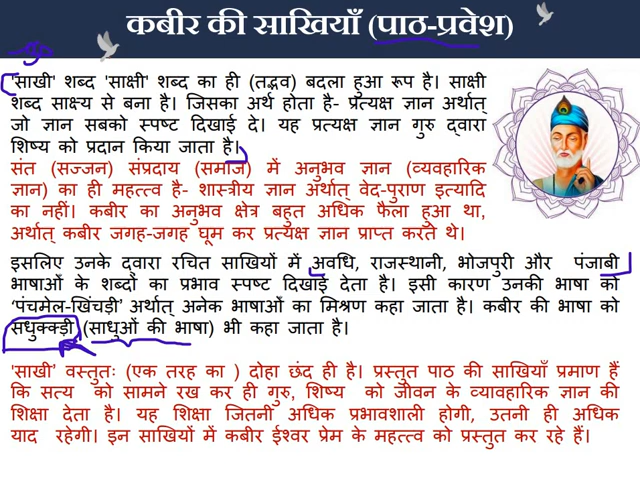 कबीर की साखियाँ (पाठ-प्रवेश)
'साखी' शब्द 'साक्षी' शब्द का ही (तद्भव) बदला हुआ रूप है। साक्षी
शब्द साक्ष्य से बना है। जिसका अर्थ होता है- प्रत्यक्ष ज्ञान अर्थात्
जो ज्ञान सबको स्पष्ट दिखाई दे। यह प्रत्यक्ष ज्ञान गुरु द्वारा
शिष्य को प्रदान किया जाता है।
संत (सज्जन) संप्रदाय (समाज) में अनुभव ज्ञान (व्यवहारिक
ज्ञान) का ही महत्त्व है- शास्त्रीय ज्ञान अर्थात् वेद-पुराण इत्यादि
का नहीं। कबीर का अनुभव क्षेत्र बहुत अधिक फैला हुआ था,
अर्थात् कबीर जगह-जगह घूम कर प्रत्यक्ष ज्ञान प्राप्त करते थे।
इसलिए उनके द्वारा रचित साखियों में अवधि, राजस्थानी, भोजपुरी और पंजाबी
भाषाओं के शब्दों का प्रभाव स्पष्ट दिखाई देता है। इसी कारण उनकी भाषा को
'पंचमेल-खिंचड़ी' अर्थात् अनेक भाषाओं का मिश्रण कहा जाता है। कबीर की भाषा को
सधुक्क्ड़ी (साधुओं की भाषा) भी कहा जाता है।
'साखी' वस्तुतः (एक तरह का ) दोहा छंद ही है। प्रस्तुत पाठ की साखियाँ प्रमाण हैं
कि सत्य को सामने रख कर ही गुरु, शिष्य को जीवन के व्यावहारिक ज्ञान की
शिक्षा देता है। यह शिक्षा जितनी अधिक प्रभावशाली होगी, उतनी ही अधिक
याद रहेगी। इन साखियों में कबीर ईश्वर प्रेम के महत्त्व को प्रस्तुत कर रहे हैं।